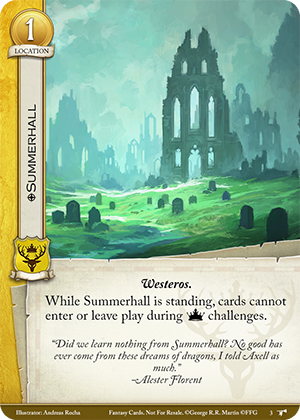 1
LOCATION
SUMMERHALL
Westeros.
While Summerhall is standing, cards cannot
enter or leave play during challenges.
"Did we learn nothing from Summerhall? No good has
ever come from these dreams of dragons, I told Axell as
much."
-Alester Florent
Illustrator: Andreas Rocha
Fantasy Cards. Not For Resale. ©George R.R. Martin ©FFG
3